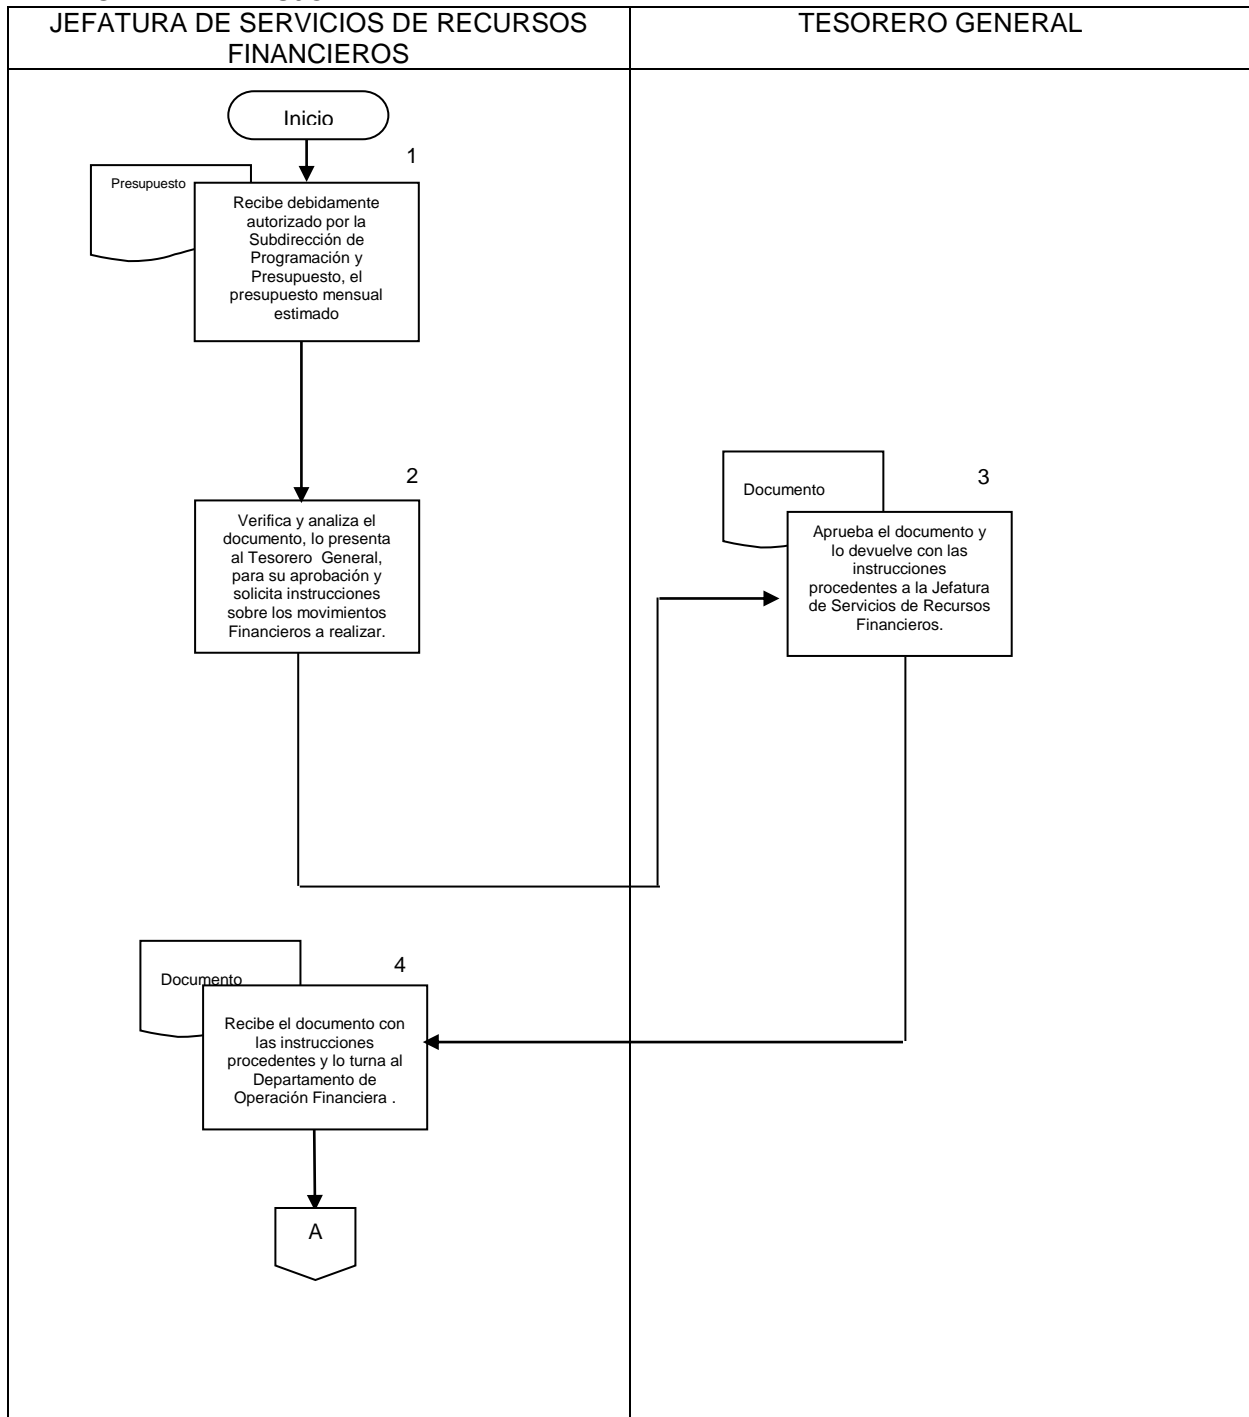 JEFATURA DE SERVICIOS DE RECURSOS
FINANCIEROS
TESORERO GENERAL
Inicio
1
Presupuesto
Recibe debidamente
autorizado por la
Subdirección de
Programación y
Presupuesto, el
presupuesto mensual
estimado
2
Verifica y analiza el
documento, lo presenta
al Tesorero General,
para su aprobación y
solicita instrucciones
sobre los movimientos
Financieros a realizar.
3
Documento
Aprueba el documento y
lo devuelve con las
instrucciones
procedentes a la Jefatura
de Servicios de Recursos
Financieros.
4
Documento
Recibe el documento con
las instrucciones
procedentes y lo turna al
Departamento de
Operación Financiera .
A